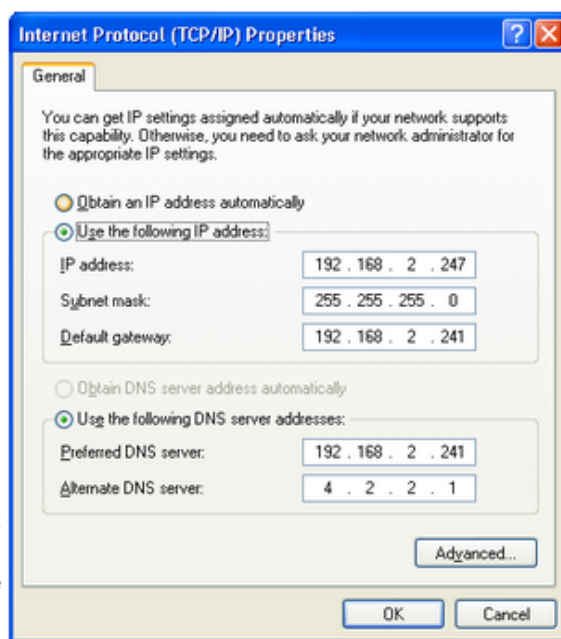 Internet Protocol (TCP/IP) Properties
General
You can get IP settings assigned automatically if your network supports
this capability. Otherwise, you need to ask your network administrator for
the appropriate IP settings.
Obtain an IP address automatically
Use the following IP address:
IP address: 192 . 168 . 2 . 247
Subnet mask: 255 . 255 . 255 . 0
Default gateway: 192 . 168 . 2 . 241
Obtain DNS server address automatically
Use the following DNS server addresses:
Preferred DNS server: 192 . 168 . 2 . 241
Alternate DNS server: 4 . 2 . 2 . 1
Advanced...
OK Cancel